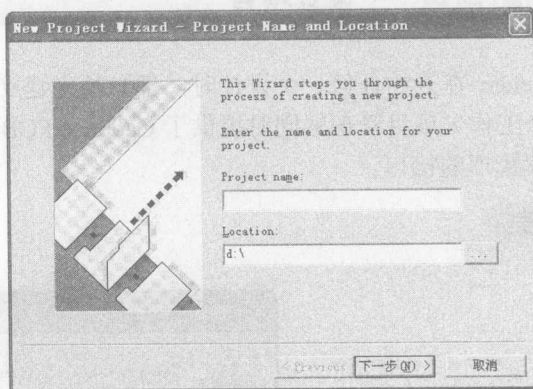 New Project Wizard - Project Name and Location
This Wizard steps you through the
process of creating a new project.
Enter the name and location for your
project.
Project name:
Location:
d:\
...
< Previous
下一步(N) >
取消